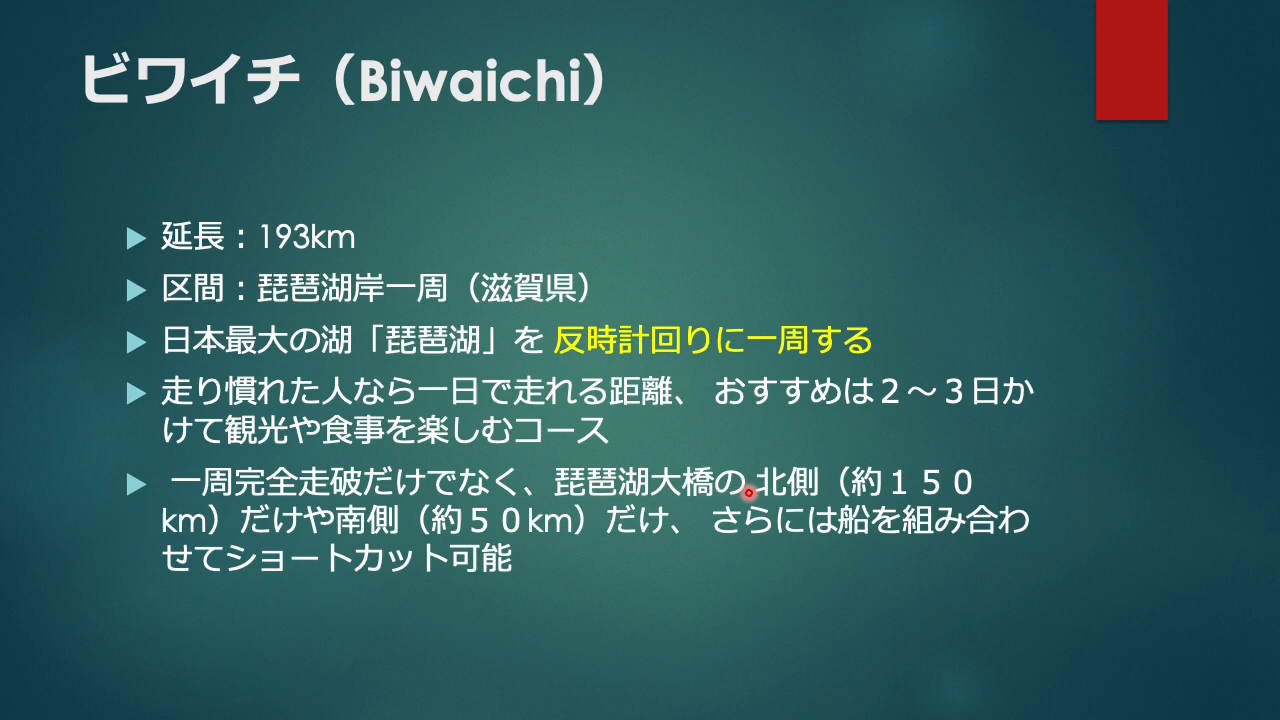 ビワイチ（Biwaichi）
延長：193km
区間：琵琶湖岸一周（滋賀県）
日本最大の湖「琵琶湖」を 反時計回りに一周する
走り慣れた人なら一日で走れる距離、 おすすめは２～３日か
けて観光や食事を楽しむコース
一周完全走破だけでなく、琵琶湖大橋の 北側（約１５０
km）だけや南側（約５０km）だけ、 さらには船を組み合わ
せてショートカット可能